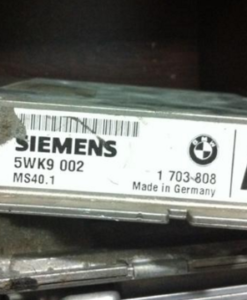 SIEMENS
5WK9 002
1 703 808
MS40.1
Made in Germany